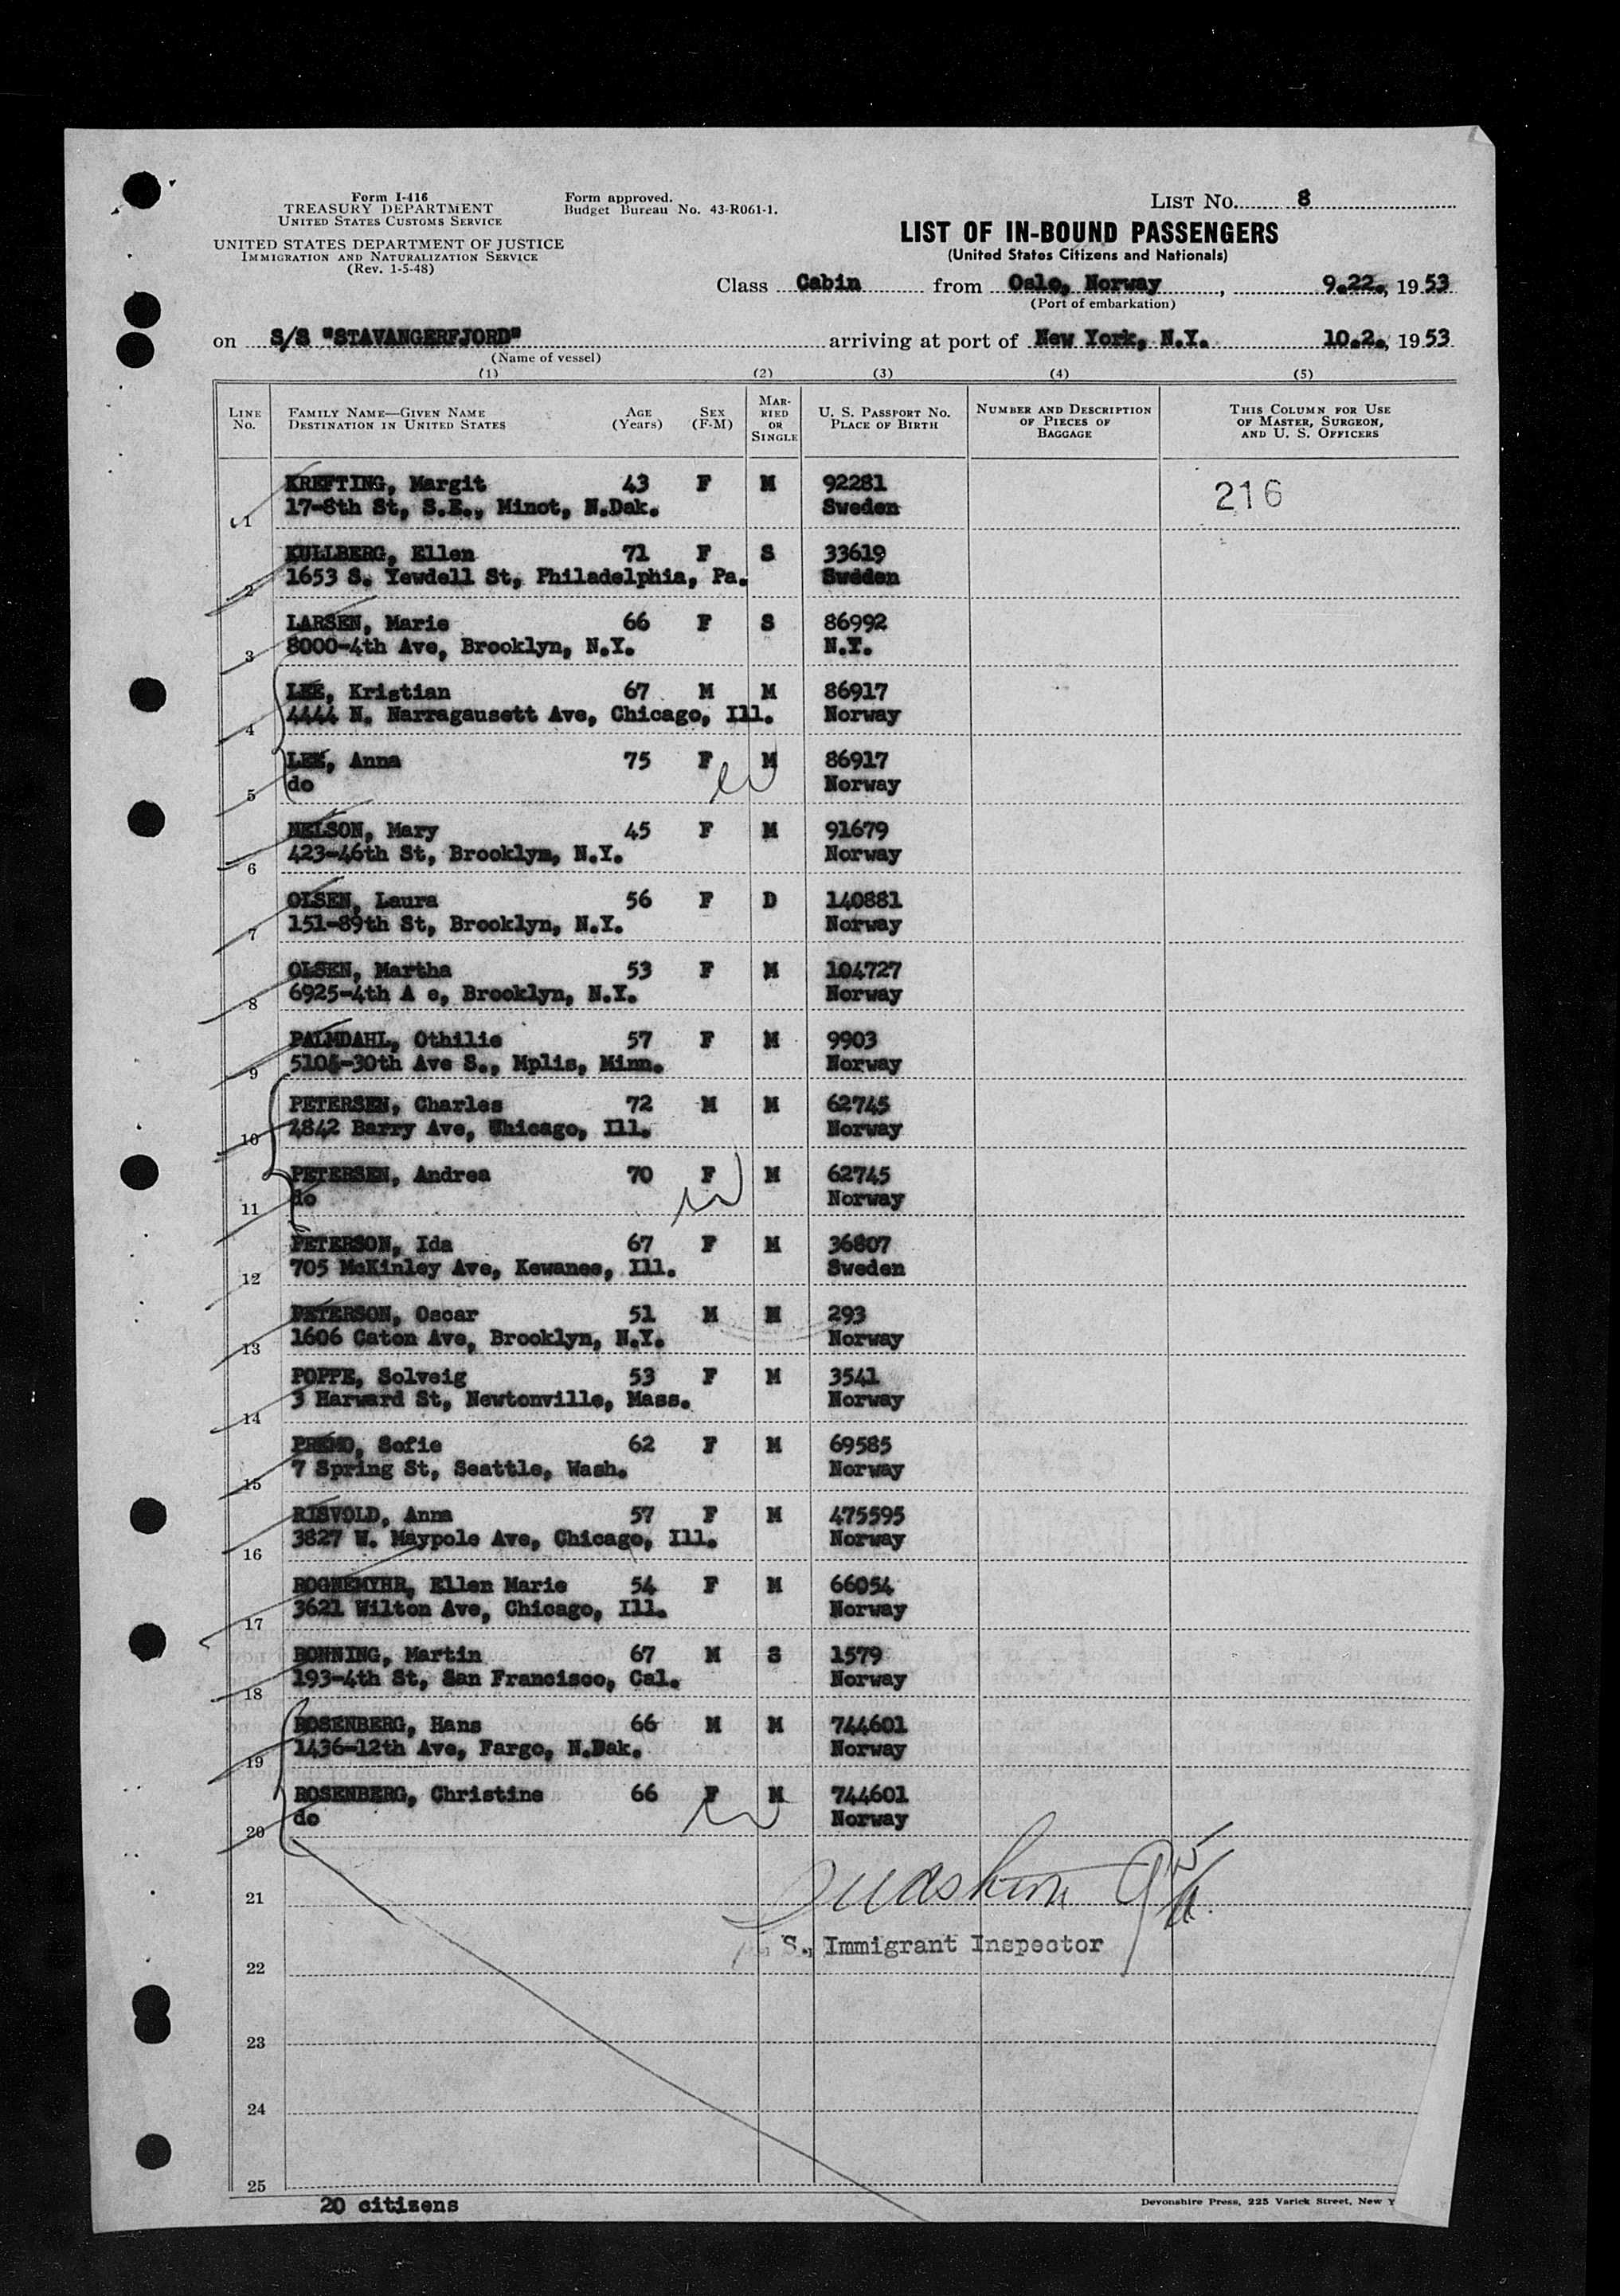 Form I-416
TREASURY DEPARTMENT
UNITED STATES CUSTOMS SERVICE
UNITED STATES DEPARTMENT OF JUSTICE
IMMIGRATION AND NATURALIZATION SERVICE
(Rev. 1-5-48)
Form approved.
Budget Bureau No. 43-R061-1.
LIST NO. 8
LIST OF IN-BOUND PASSENGERS
(United States Citizens and Nationals)
Class Cabin from Oslo, Norway, 9.22., 1953
(Port of embarkation)
on S/S "STAVANGERFJORD" arriving at port of New York, N.Y. 10.2., 1953
(Name of vessel)
(1) (2) (3) (4) (5)
LINE No. FAMILY NAME—GIVEN NAME DESTINATION IN UNITED STATES AGE (Years) SEX (F-M) MARRIED OR SINGLE U. S. PASSPORT NO. PLACE OF BIRTH NUMBER AND DESCRIPTION OF PIECES OF BAGGAGE THIS COLUMN FOR USE OF MASTER, SURGEON, AND U. S. OFFICERS
KREFTING, Margit 43 F M 92281 216
1 17-8th St, S.E., Minot, N.Dak. Sweden
KULLBERG, Ellen 71 F S 33619
2 1653 S. Yewdell St, Philadelphia, Pa. Sweden
LARSEN, Marie 66 F S 86992
3 8000-4th Ave, Brooklyn, N.Y. N.Y.
LEE, Kristian 67 M M 86917
4 4444 N. Narragausett Ave, Chicago, Ill. Norway
LEE, Anna 75 F M 86917
5 do Norway
NELSON, Mary 45 F M 91679
6 423-46th St, Brooklyn, N.Y. Norway
OLSEN, Laura 56 F D 140881
7 151-89th St, Brooklyn, N.Y. Norway
OLSEN, Martha 53 F M 104727
8 6925-4th A e, Brooklyn, N.Y. Norway
PALMDAHL, Othilie 57 F M 9903
9 5104-30th Ave S., Mplis, Minn. Norway
PETERSEN, Charles 72 M M 62745
10 4842 Barry Ave, Chicago, Ill. Norway
PETERSEN, Andrea 70 F M 62745
11 do Norway
PETERSON, Ida 67 F M 36807
12 705 McKinley Ave, Kewanee, Ill. Sweden
PETERSON, Oscar 51 M M 293
13 1606 Caton Ave, Brooklyn, N.Y. Norway
POPPE, Solveig 53 F M 3541
14 3 Harward St, Newtonville, Mass. Norway
PREMO, Sofie 62 F M 69585
15 7 Spring St, Seattle, Wash. Norway
RISVOLD, Anna 57 F M 475595
16 3827 W. Maypole Ave, Chicago, Ill. Norway
ROGNEMYHR, Ellen Marie 54 F M 66054
17 3621 Wilton Ave, Chicago, Ill. Norway
RONNING, Martin 67 M S 1579
18 193-4th St, San Francisco, Cal. Norway
ROSENBERG, Hans 66 M M 744601
19 1436-12th Ave, Fargo, N.Dak. Norway
ROSENBERG, Christine 66 F M 744601
20 do Norway
21
S. Immigrant Inspector
22
23
24
25
20 citizens
Devonshire Press, 225 Varick Street, New Y